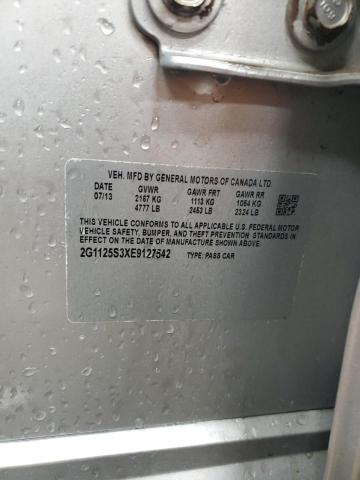 VEH. MFD BY GENERAL MOTORS OF CANADA LTD.
DATE GVWR GAWR FRT GAWR RR
07/13 2167 KG 1113 KG 1054 KG
4777 LB 2453 LB 2324 LB
THIS VEHICLE CONFORMS TO ALL APPLICABLE U.S. FEDERAL MOTOR
VEHICLE SAFETY, BUMPER, AND THEFT PREVENTION STANDARDS IN
EFFECT ON THE DATE OF MANUFACTURE SHOWN ABOVE.
2G1125S3XE9127542 TYPE: PASS CAR